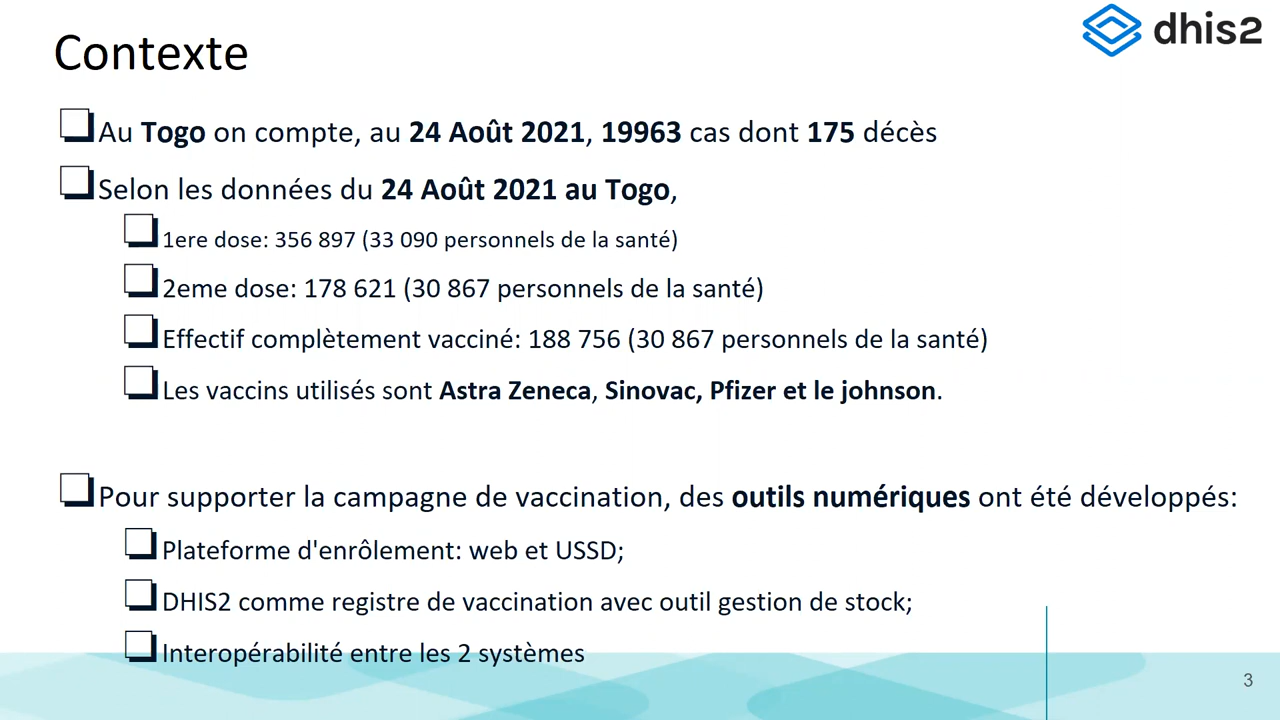 dhis2
Contexte
Au Togo on compte, au 24 Août 2021, 19963 cas dont 175 décès
Selon les données du 24 Août 2021 au Togo,
1ere dose: 356 897 (33 090 personnels de la santé)
2eme dose: 178 621 (30 867 personnels de la santé)
Effectif complètement vacciné: 188 756 (30 867 personnels de la santé)
Les vaccins utilisés sont Astra Zeneca, Sinovac, Pfizer et le johnson.
Pour supporter la campagne de vaccination, des outils numériques ont été développés:
Plateforme d'enrôlement: web et USSD;
DHIS2 comme registre de vaccination avec outil gestion de stock;
Interopérabilité entre les 2 systèmes
3